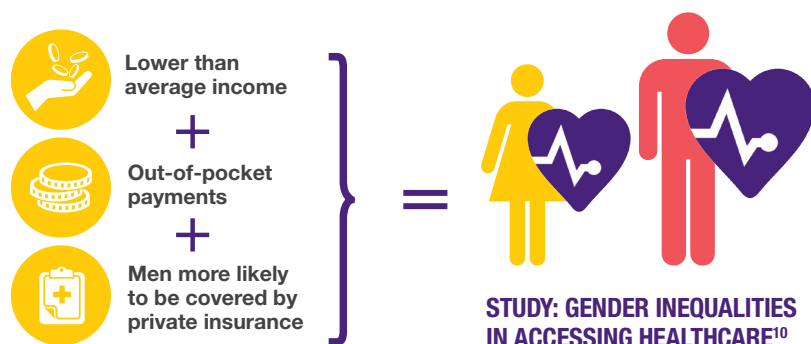 Lower than
average income
+
Out-of-pocket
payments
+
Men more likely
to be covered by
private insurance
=
STUDY: GENDER INEQUALITIES
IN ACCESSING HEALTHCARE¹⁰